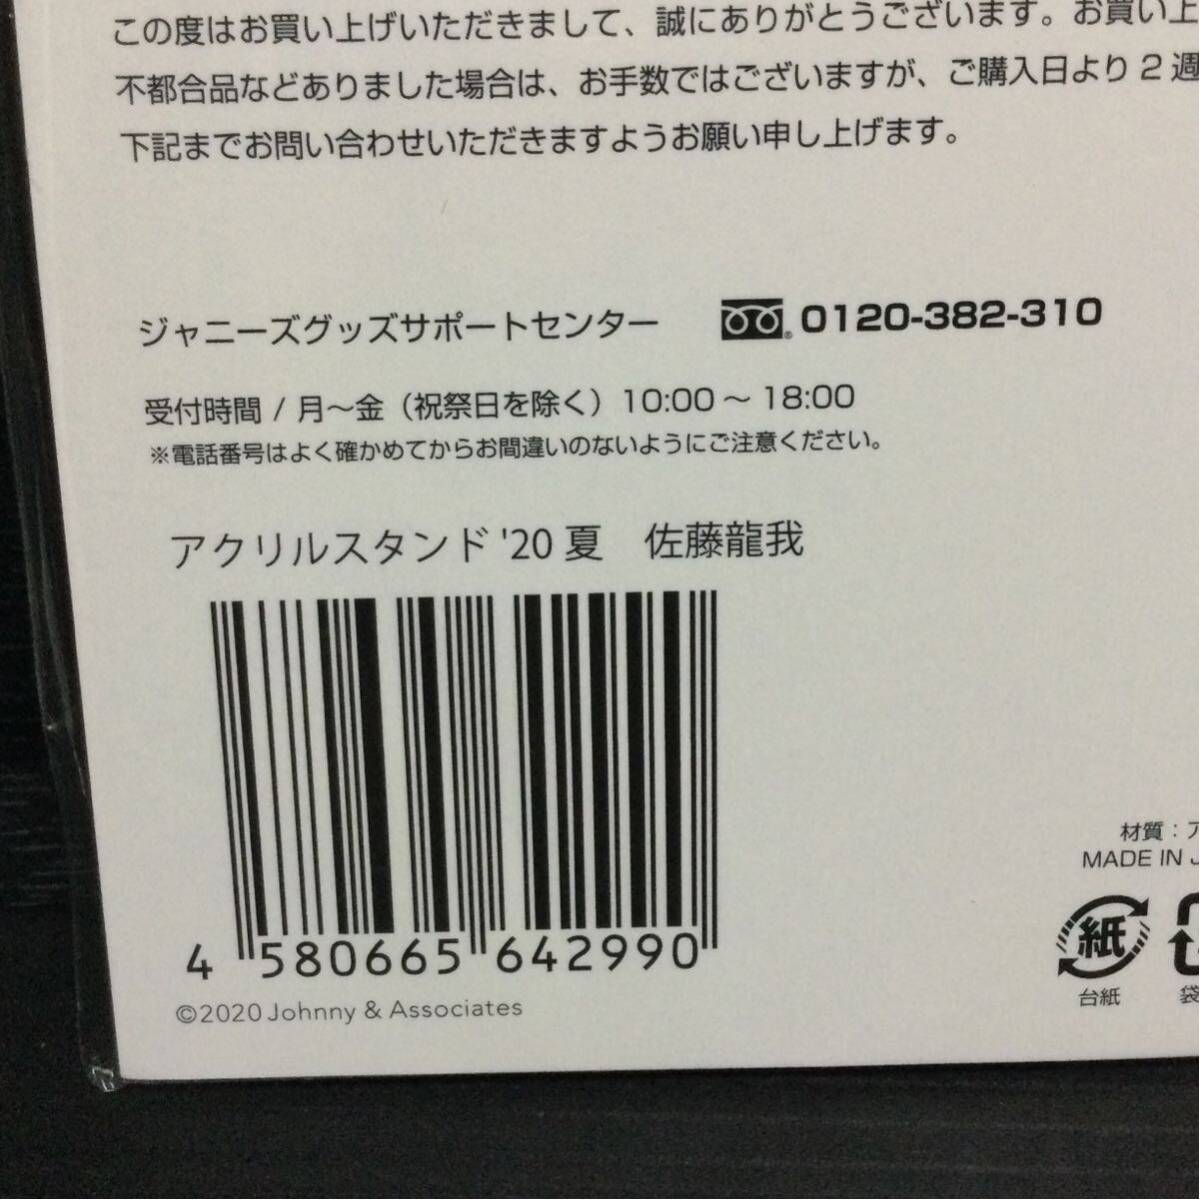 この度はお買い上げいただきまして、誠にありがとうございます。お買い上
不都合品などありました場合は、お手数ではございますが、ご購入日より2週
下記までお問い合わせいただきますようお願い申し上げます。
ジャニーズグッズサポートセンター 0120-382-310
受付時間 / 月～金（祝祭日を除く）10:00 ～ 18:00
※電話番号はよく確かめてからお間違いのないようにご注意ください。
アクリルスタンド '20 夏　佐藤龍我
4 580665 642990
©2020 Johnny & Associates
材質：ア
MADE IN J
紙
台紙
袋